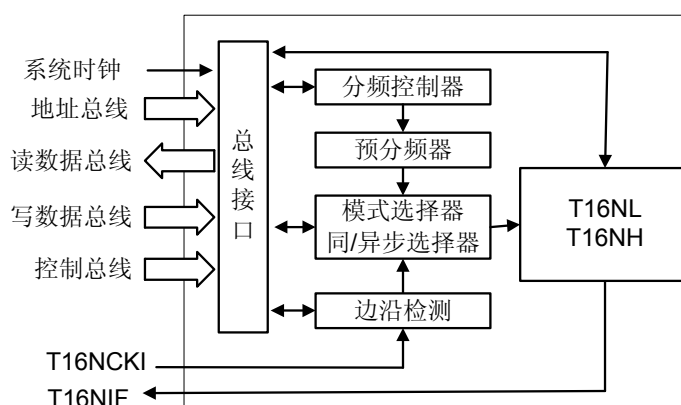 系统时钟
地址总线
读数据总线
写数据总线
控制总线
总线接口
分频控制器
预分频器
模式选择器
同/异步选择器
边沿检测
T16NL
T16NH
T16NCKI
T16NIF